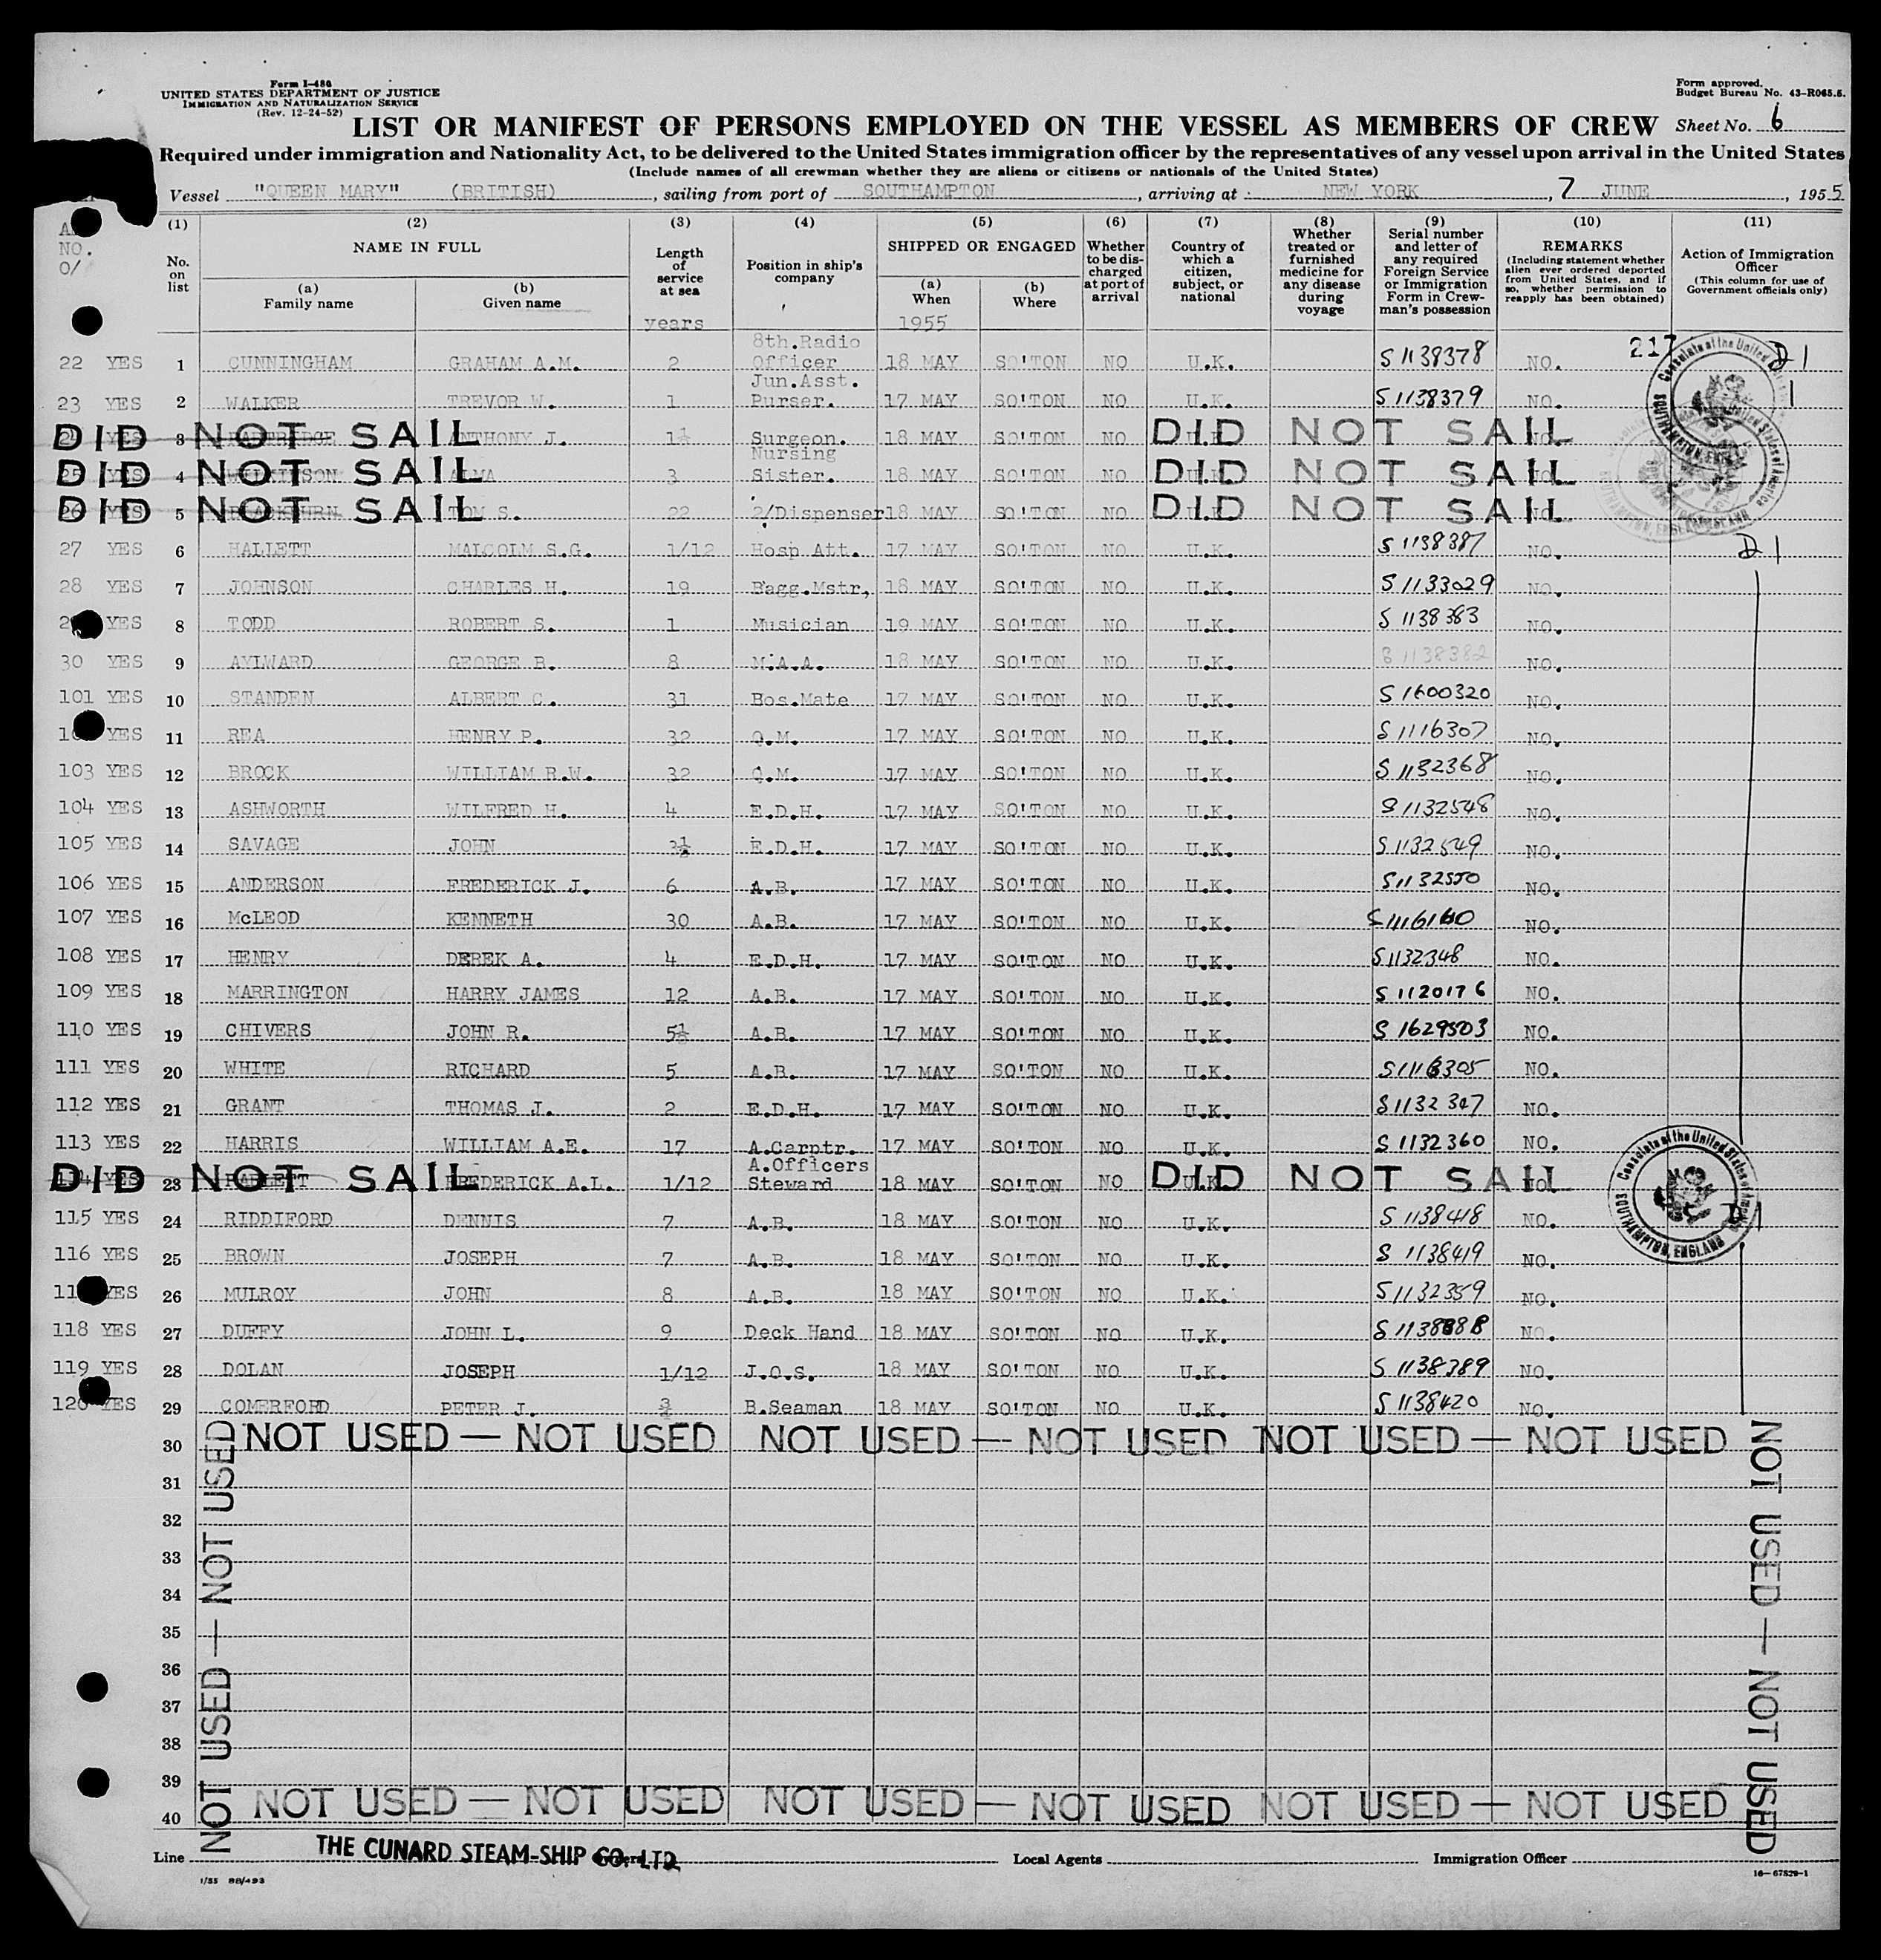 Form I-480
UNITED STATES DEPARTMENT OF JUSTICE
IMMIGRATION AND NATURALIZATION SERVICE
(Rev. 12-24-52)
Form approved.
Budget Bureau No. 43-R065.5.
LIST OR MANIFEST OF PERSONS EMPLOYED ON THE VESSEL AS MEMBERS OF CREW Sheet No. 6
Required under immigration and Nationality Act, to be delivered to the United States immigration officer by the representatives of any vessel upon arrival in the United States
(Include names of all crewman whether they are aliens or citizens or nationals of the United States)
Vessel "QUEEN MARY" (BRITISH), sailing from port of SOUTHAMPTON, arriving at NEW YORK, 7 JUNE, 1955
NO. O/
(1) No. on list
(2) NAME IN FULL (a) Family name (b) Given name
(3) Length of service at sea
(4) Position in ship's company
(5) SHIPPED OR ENGAGED (a) When (b) Where
(6) Whether to be discharged at port of arrival
(7) Country of which a citizen, subject, or national
(8) Whether treated or furnished medicine for any disease during voyage
(9) Serial number and letter of any required Foreign Service or Immigration Form in Crewman's possession
(10) REMARKS (Including statement whether alien ever ordered deported from United States, and if so, whether permission to reapply has been obtained)
(11) Action of Immigration Officer (This column for use of Government officials only)
years 1955
217
22 YES 1 CUNNINGHAM GRAHAM A.M. 2 8th.Radio Officer 18 MAY SO'TON NO U.K. S 1138378 NO. D 1
23 YES 2 WALKER TREVOR W. 1 Jun.Asst. Purser. 17 MAY SO'TON NO U.K. S 1138379 NO. 1
DID NOT SAIL 3 ANTHONY J. 1½ Surgeon. 18 MAY SO'TON NO DID NOT SAIL
DID NOT SAIL 4 ALMA 3 Nursing Sister. 18 MAY SO'TON NO DID NOT SAIL
DID NOT SAIL 5 TOM S. 22 2/Dispenser 18 MAY SO'TON NO DID NOT SAIL
27 YES 6 HALLETT MALCOLM S.G. 1/12 Hosp Att. 17 MAY SO'TON NO U.K. S 1138387 NO. D 1
28 YES 7 JOHNSON CHARLES H. 19 Bagg.Mstr, 18 MAY SO'TON NO U.K. S 1133029 NO.
YES 8 TODD ROBERT S. 1 Musician 19 MAY SO'TON NO U.K. S 1138383 NO.
30 YES 9 AYLWARD GEORGE B. 8 M.A.A. 18 MAY SO'TON NO U.K. S 1138382 NO.
101 YES 10 STANDEN ALBERT C. 31 Bos.Mate 17 MAY SO'TON NO U.K. S 1600320 NO.
YES 11 REA HENRY P. 32 Q.M. 17 MAY SO'TON NO U.K. S 1116307 NO.
103 YES 12 BROCK WILLIAM R.W. 32 Q.M. 17 MAY SO'TON NO U.K. S 1132368 NO.
104 YES 13 ASHWORTH WILFRED H. 4 E.D.H. 17 MAY SO'TON NO U.K. S 1132548 NO.
105 YES 14 SAVAGE JOHN 3½ E.D.H. 17 MAY SO'TON NO U.K. S 1132549 NO.
106 YES 15 ANDERSON FREDERICK J. 6 A.B. 17 MAY SO'TON NO U.K. S 1132550 NO.
107 YES 16 McLEOD KENNETH 30 A.B. 17 MAY SO'TON NO U.K. NO.
108 YES 17 HENRY DEREK A. 4 E.D.H. 17 MAY SO'TON NO U.K. S 1132348 NO.
109 YES 18 MARRINGTON HARRY JAMES 12 A.B. 17 MAY SO'TON NO U.K. S 1120176 NO.
110 YES 19 CHIVERS JOHN R. 5½ A.B. 17 MAY SO'TON NO U.K. S 1629503 NO.
111 YES 20 WHITE RICHARD 5 A.B. 17 MAY SO'TON NO U.K. S 1116305 NO.
112 YES 21 GRANT THOMAS J. 2 E.D.H. 17 MAY SO'TON NO U.K. S 1132347 NO.
113 YES 22 HARRIS WILLIAM A.E. 17 A.Carptr. 17 MAY SO'TON NO U.K. S 1132360 NO.
DID NOT SAIL 23 FREDERICK A.L. 1/12 A.Officers Steward 18 MAY SO'TON NO DID NOT SAIL
115 YES 24 RIDDIFORD DENNIS 7 A.B. 18 MAY SO'TON NO U.K. S 1138418 NO. D 1
116 YES 25 BROWN JOSEPH 7 A.B. 18 MAY SO'TON NO U.K. S 1138419 NO.
YES 26 MULROY JOHN 8 A.B. 18 MAY SO'TON NO U.K. S 1132359 NO.
118 YES 27 DUFFY JOHN L. 9 Deck Hand 18 MAY SO'TON NO U.K. S 1138388 NO.
119 YES 28 DOLAN JOSEPH 1/12 J.O.S. 18 MAY SO'TON NO U.K. S 1138389 NO.
120 YES 29 COMERFORD PETER J. ¾ B.Seaman 18 MAY SO'TON NO U.K. S 1138420 NO.
Consulate of the United States of America SOUTHAMPTON, ENGLAND
30 NOT USED — NOT USED NOT USED — NOT USED NOT USED — NOT USED
31
32
33
34
35
36
37
38
39
40 NOT USED — NOT USED NOT USED — NOT USED NOT USED — NOT USED
NOT USED — NOT USED — NOT USED
NOT USED — NOT USED — NOT USED
Line THE CUNARD STEAM-SHIP CO. LTD Local Agents Immigration Officer
1/55 88/493
16—67829-1